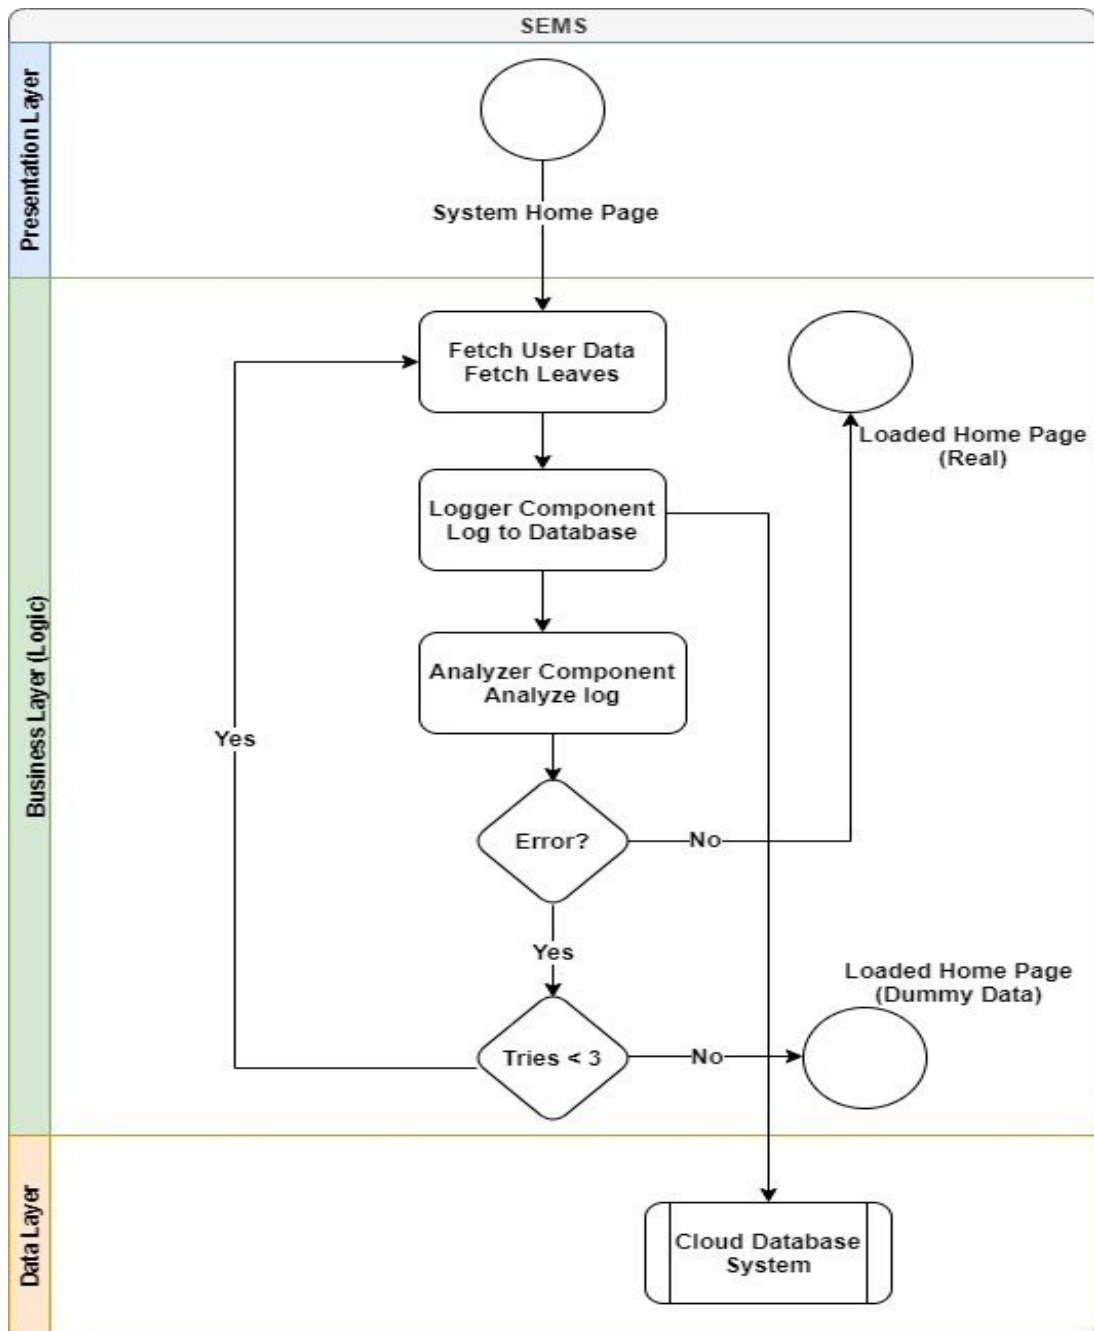 SEMS
Presentation Layer
System Home Page
Business Layer (Logic)
Fetch User Data
Fetch Leaves
Loaded Home Page
(Real)
Logger Component
Log to Database
Analyzer Component
Analyze log
Yes
Error?
No
Yes
Loaded Home Page
(Dummy Data)
Tries < 3
No
Data Layer
Cloud Database
System